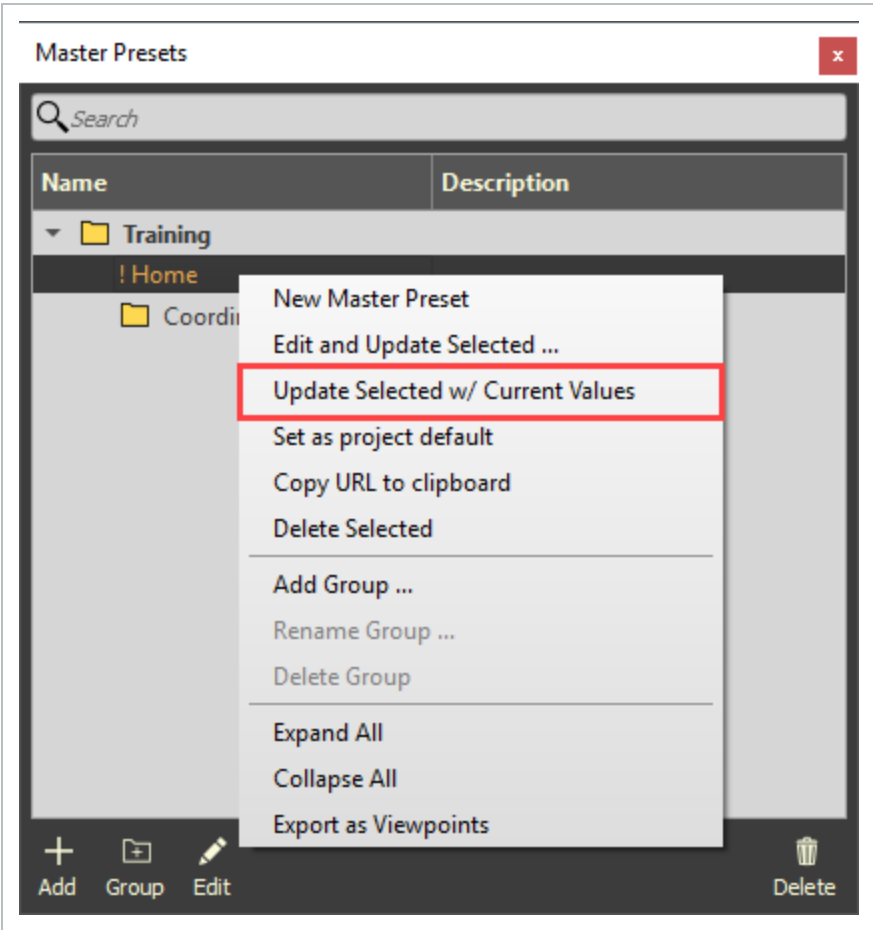 Master Presets
x
Search
Name Description
Training
! Home
New Master Preset
Edit and Update Selected ...
Update Selected w/ Current Values
Set as project default
Copy URL to clipboard
Delete Selected
Add Group ...
Rename Group ...
Delete Group
Expand All
Collapse All
Export as Viewpoints
Add Group Edit Delete